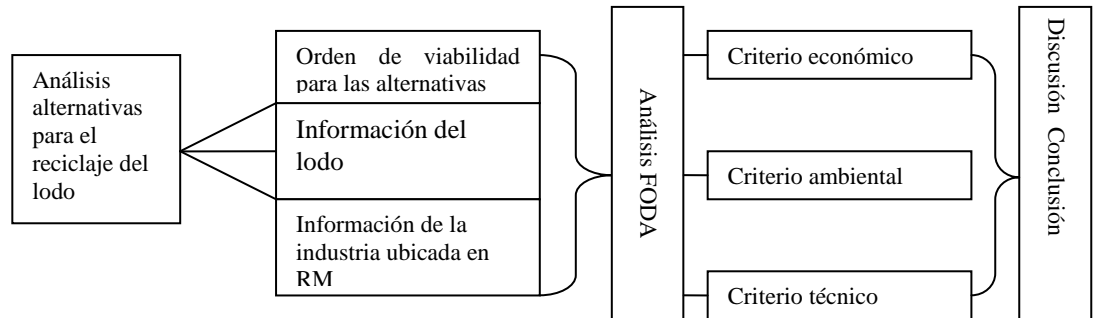 Análisis
alternativas
para el
reciclaje del
lodo
Orden de viabilidad
para las alternativas
Información del
lodo
Información de la
industria ubicada en
RM
Análisis FODA
Criterio económico
Criterio ambiental
Criterio técnico
Discusión Conclusión